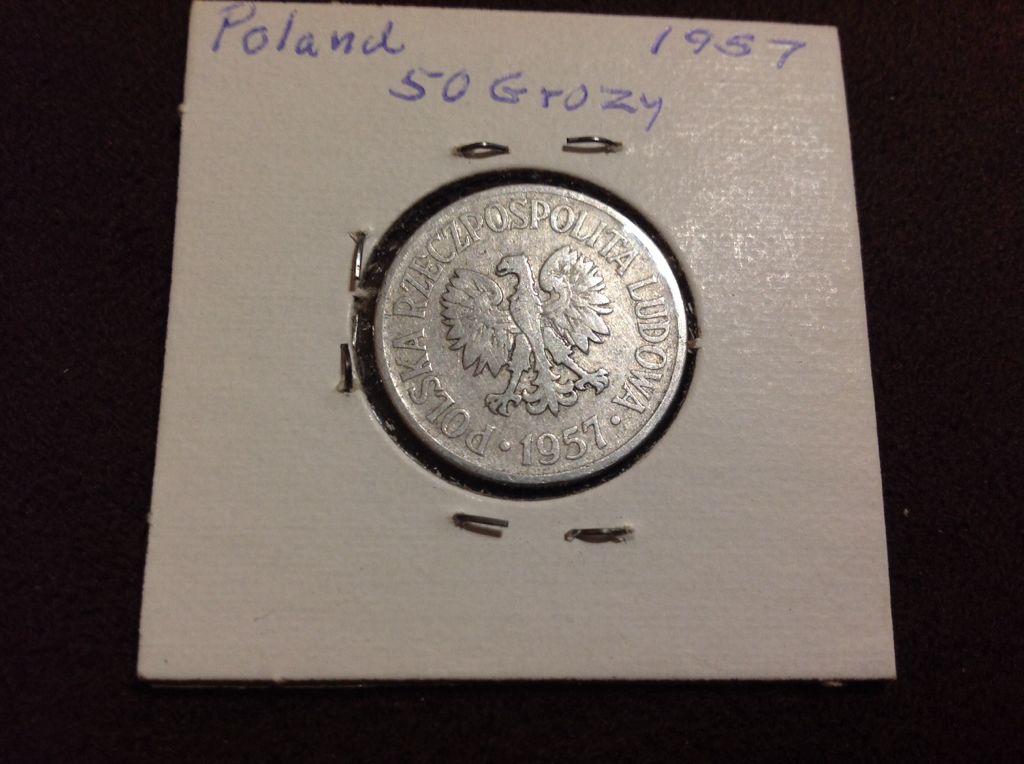 Poland 1957
50 Grozy
POLSKA RZECZPOSPOLITA LUDOWA
· 1957 ·